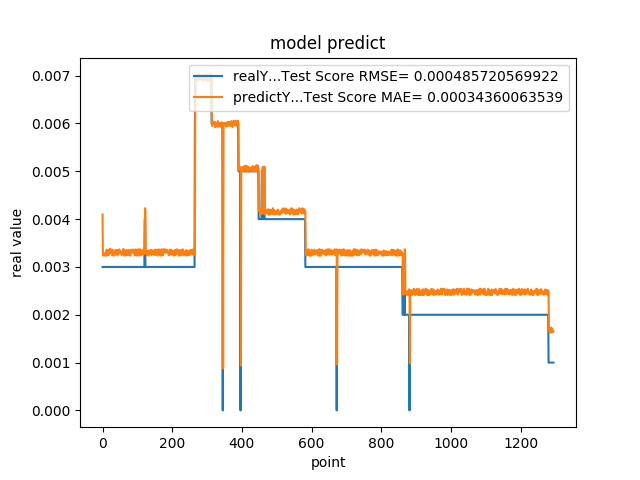 model predict
realY...Test Score RMSE= 0.000485720569922
predictY...Test Score MAE= 0.00034360063539
0.007
0.006
0.005
0.004
0.003
0.002
0.001
0.000
real value
0 200 400 600 800 1000 1200
point